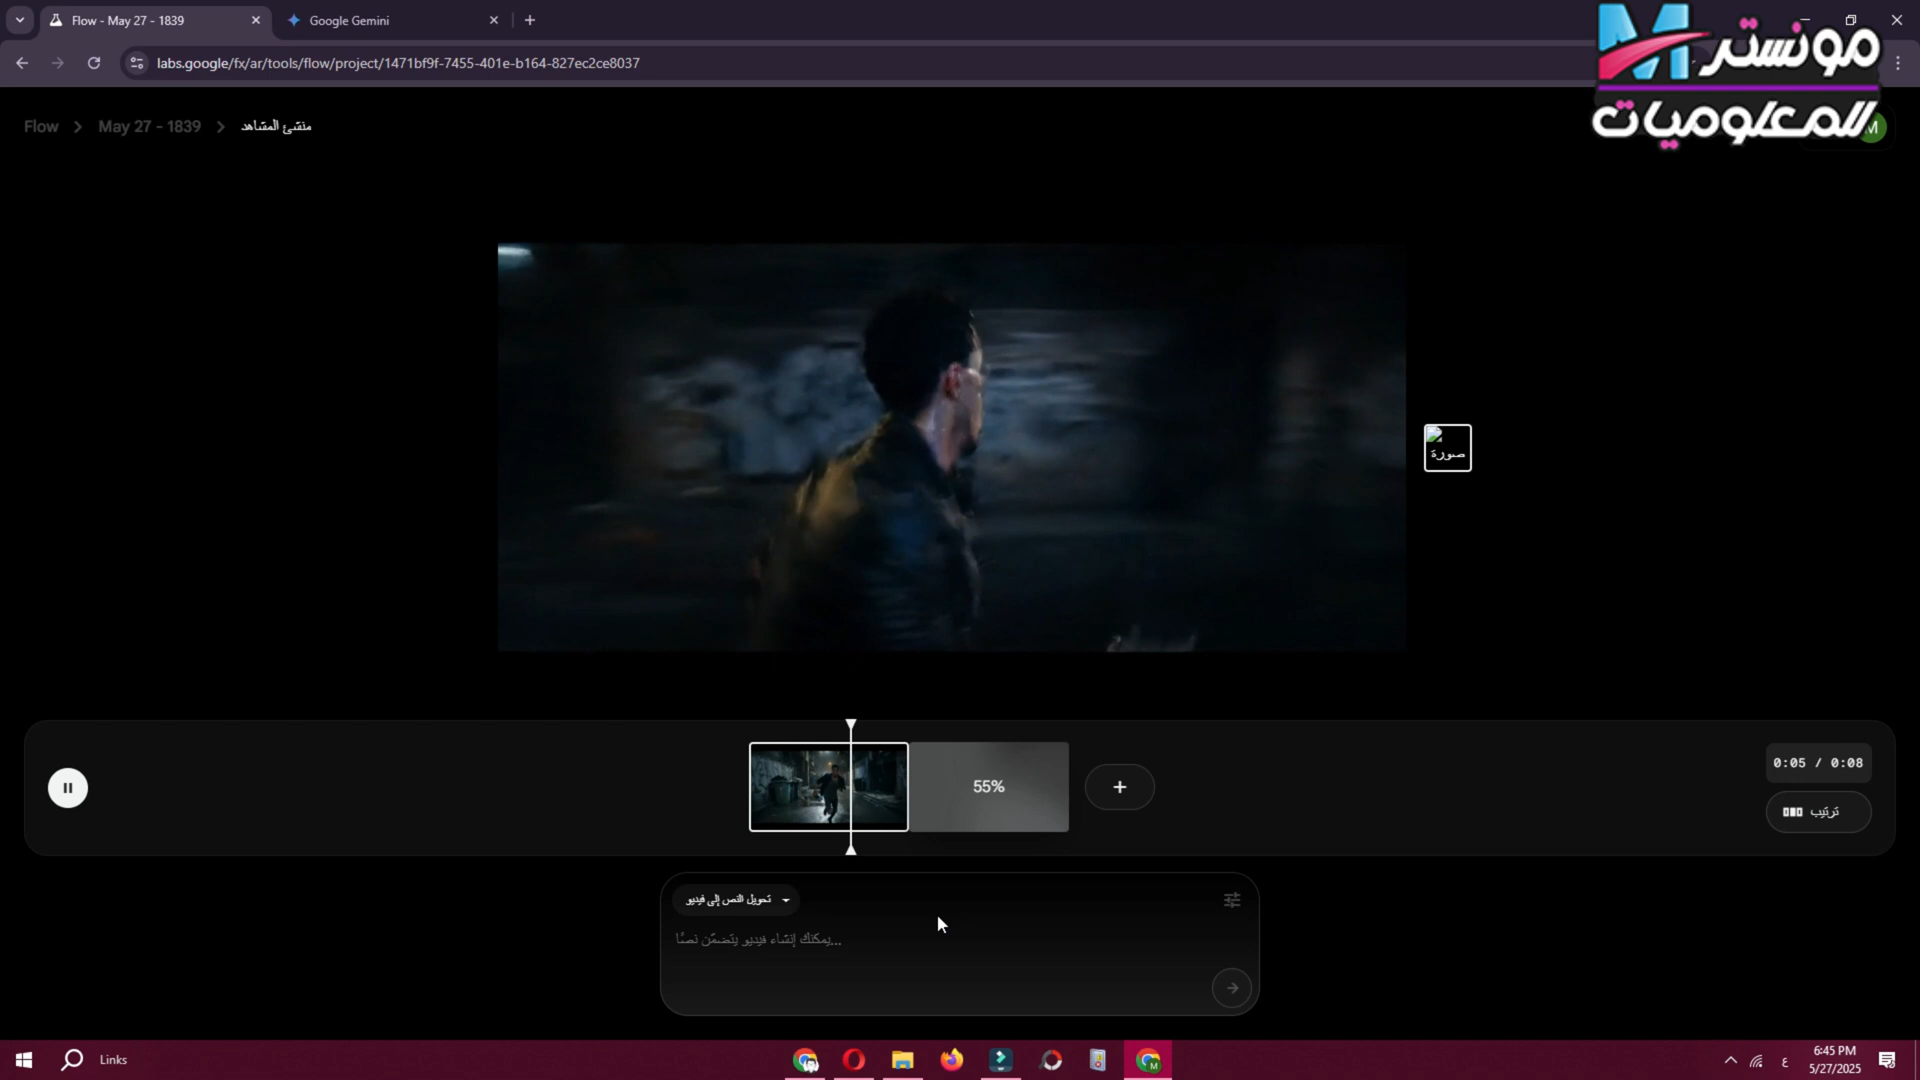 Flow - May 27 - 1839
Google Gemini
labs.google/fx/ar/tools/flow/project/1471bf9f-7455-401e-b164-827ec2ce8037
مونستر
للمعلوميات
M
Flow > May 27 - 1839 > منشئ المشاهد
صورة
55%
+
0:05 / 0:08
ترتيب
تحويل النص إلى فيديو
يمكنك إنشاء فيديو يتضمّن نصًا...
Links
ع
6:45 PM
5/27/2025